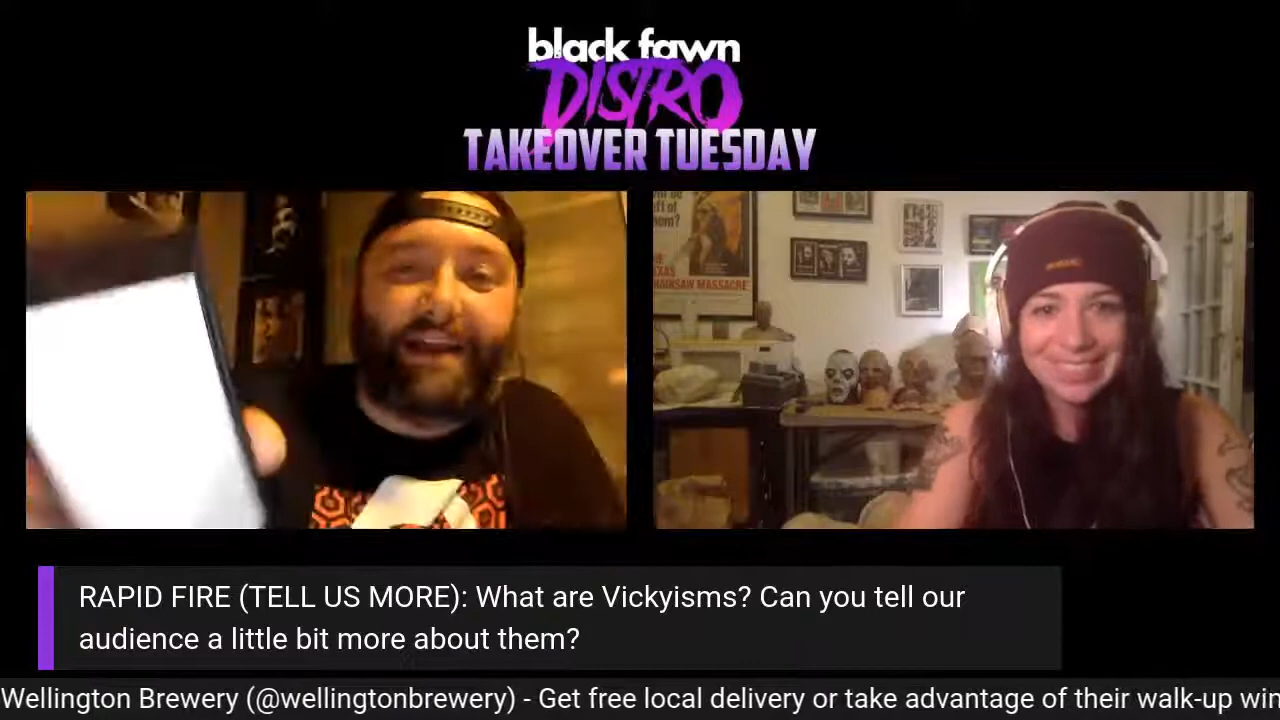 black fawn
DISTRO
TAKEOVER TUESDAY
MASSACRE
RAPID FIRE (TELL US MORE): What are Vickyisms? Can you tell our
audience a little bit more about them?
Wellington Brewery (@wellingtonbrewery) - Get free local delivery or take advantage of their walk-up win